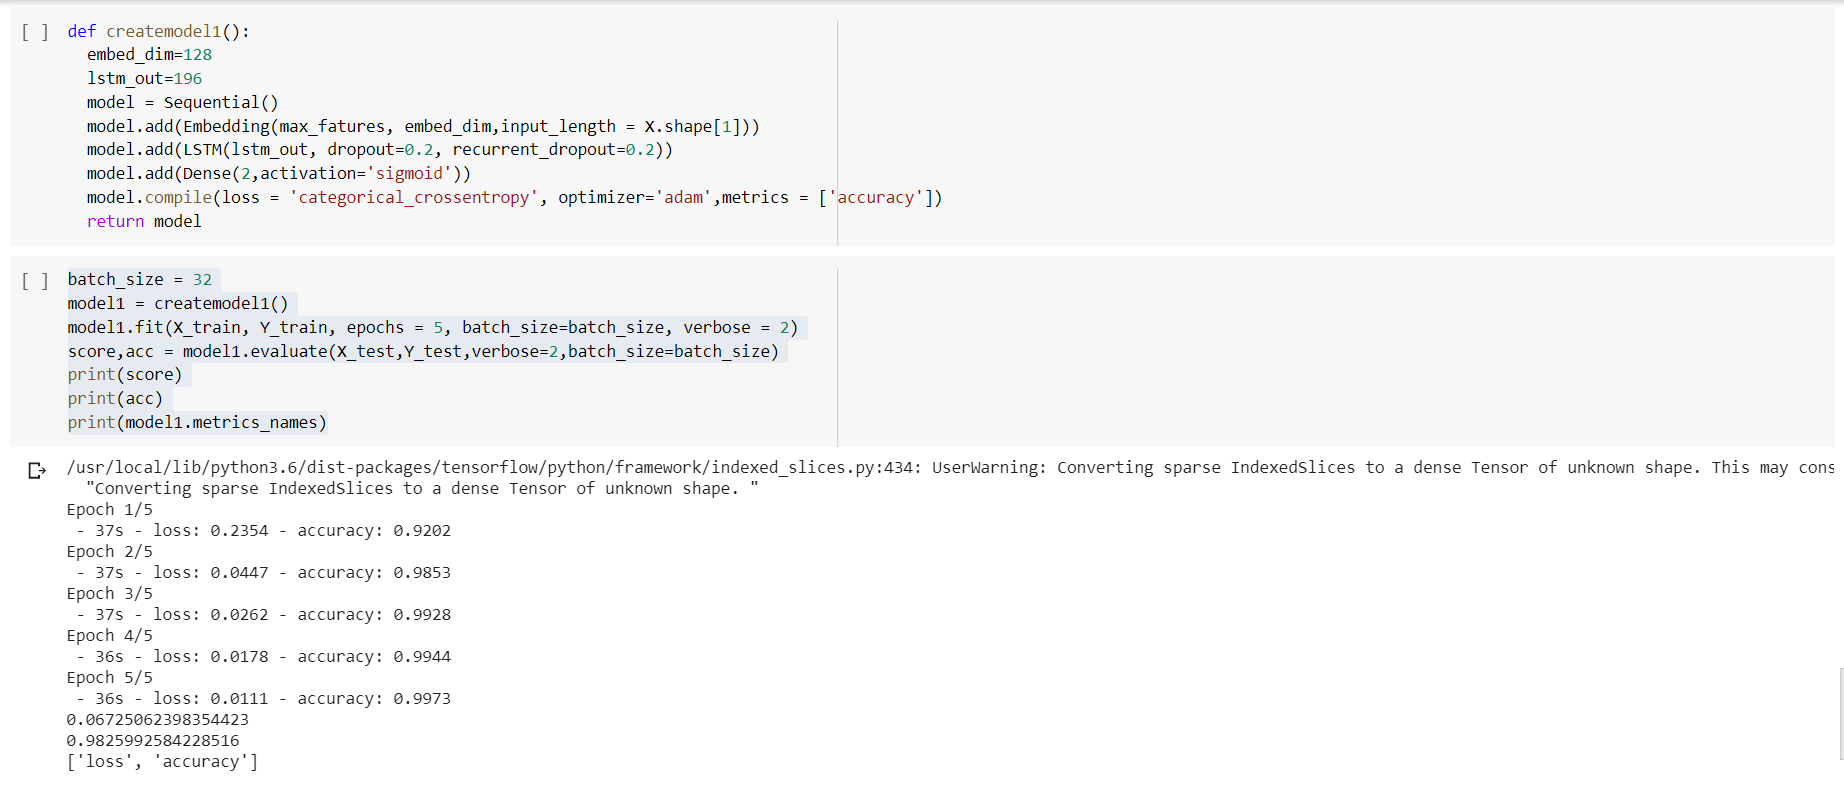 [ ] def createmodel1():
embed_dim=128
lstm_out=196
model = Sequential()
model.add(Embedding(max_fatures, embed_dim,input_length = X.shape[1]))
model.add(LSTM(lstm_out, dropout=0.2, recurrent_dropout=0.2))
model.add(Dense(2,activation='sigmoid'))
model.compile(loss = 'categorical_crossentropy', optimizer='adam',metrics = ['accuracy'])
return model
[ ] batch_size = 32
model1 = createmodel1()
model1.fit(X_train, Y_train, epochs = 5, batch_size=batch_size, verbose = 2)
score,acc = model1.evaluate(X_test,Y_test,verbose=2,batch_size=batch_size)
print(score)
print(acc)
print(model1.metrics_names)
/usr/local/lib/python3.6/dist-packages/tensorflow/python/framework/indexed_slices.py:434: UserWarning: Converting sparse IndexedSlices to a dense Tensor of unknown shape. This may cons
"Converting sparse IndexedSlices to a dense Tensor of unknown shape. "
Epoch 1/5
- 37s - loss: 0.2354 - accuracy: 0.9202
Epoch 2/5
- 37s - loss: 0.0447 - accuracy: 0.9853
Epoch 3/5
- 37s - loss: 0.0262 - accuracy: 0.9928
Epoch 4/5
- 36s - loss: 0.0178 - accuracy: 0.9944
Epoch 5/5
- 36s - loss: 0.0111 - accuracy: 0.9973
0.06725062398354423
0.9825992584228516
['loss', 'accuracy']